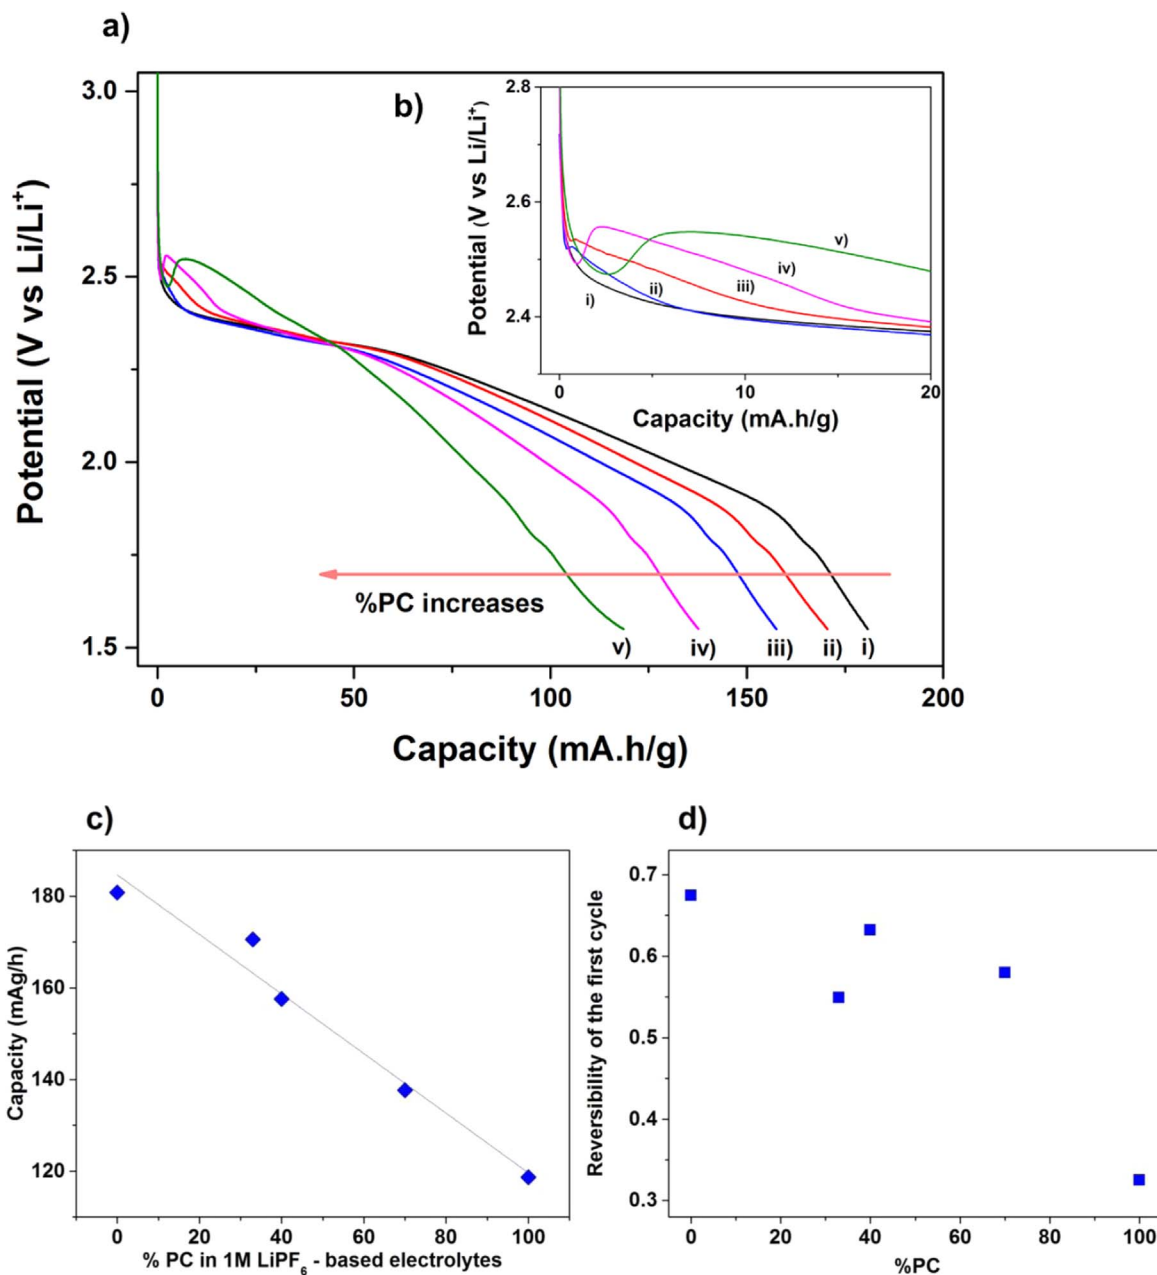 a)
3.0
2.5
2.0
1.5
Potential (V vs Li/Li⁺)
0
50
100
150
200
Capacity (mA.h/g)
%PC increases
v)
iv)
iii)
ii)
i)
b)
2.8
2.6
2.4
Potential (V vs Li/Li⁺)
0
10
20
Capacity (mA.h/g)
v)
iv)
iii)
ii)
i)
c)
180
160
140
120
Capacity (mAg/h)
0
20
40
60
80
100
% PC in 1M LiPF₆ - based electrolytes
d)
0.7
0.6
0.5
0.4
0.3
Reversibility of the first cycle
0
20
40
60
80
100
%PC